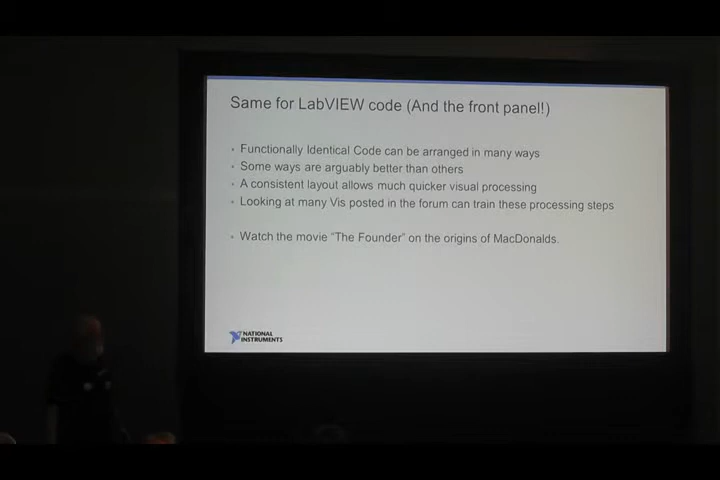 Same for LabVIEW code (And the front panel!)
• Functionally Identical Code can be arranged in many ways
• Some ways are arguably better than others
• A consistent layout allows much quicker visual processing
• Looking at many Vis posted in the forum can train these processing steps
• Watch the movie “The Founder” on the origins of MacDonalds.
NATIONAL
INSTRUMENTS